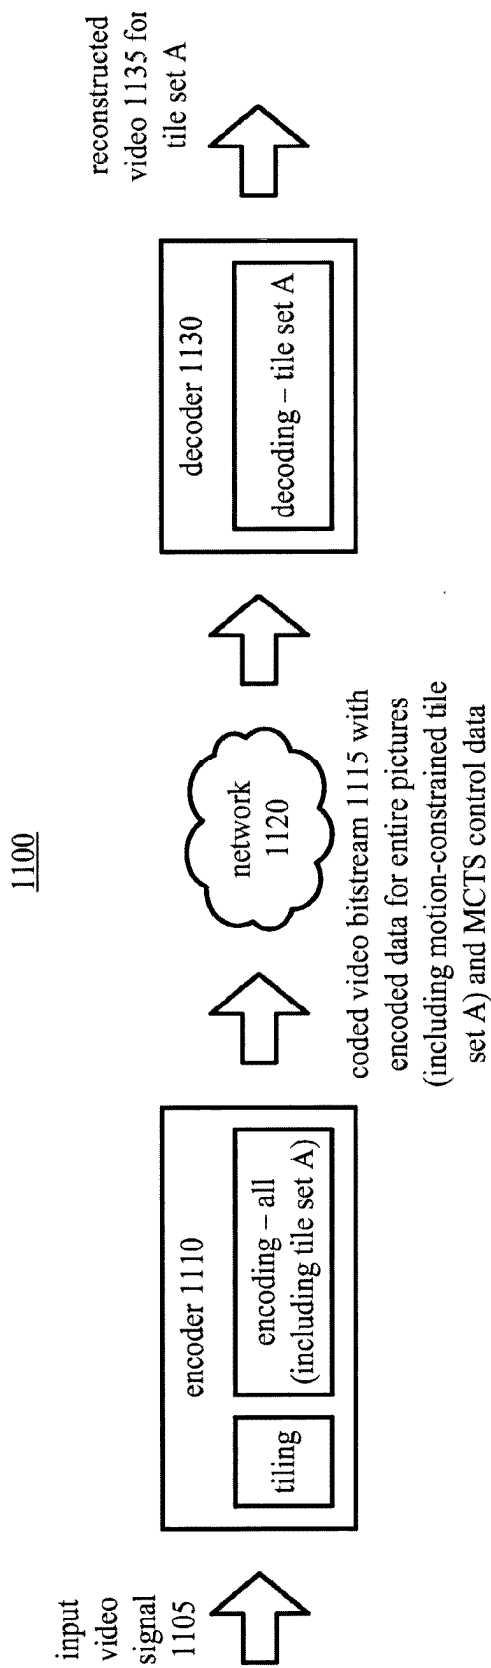 1100
input
video
signal
1105
encoder 1110
tiling
encoding – all
(including tile set A)
network
1120
coded video bitstream 1115 with
encoded data for entire pictures
(including motion-constrained tile
set A) and MCTS control data
decoder 1130
decoding – tile set A
reconstructed
video 1135 for
tile set A